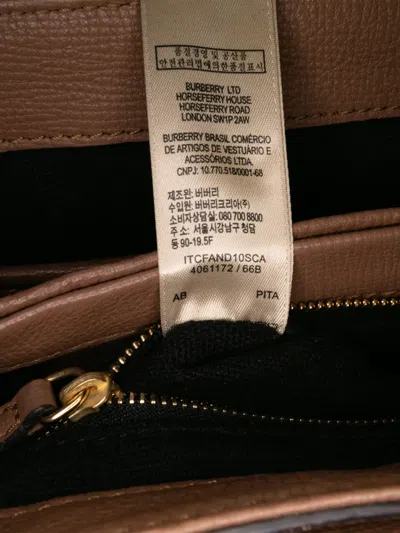 품질경영 및 공산품
안전관리법에의한품질표시
BURBERRY LTD
HORSEFERRY HOUSE
HORSEFERRY ROAD
LONDON SW1P 2AW
BURBERRY BRASIL COMÉRCIO
DE ARTIGOS DE VESTUÁRIO E
ACESSÓRIOS LTDA.
CNPJ: 10.770.518/0001-68
제조원: 버버리
수입원: 버버리코리아(주)
소비자상담실: 080 700 8800
주소: 서울시강남구 청담
동 90-19.5F
ITCFAND10SCA
4061172 / 66B
AB PITA